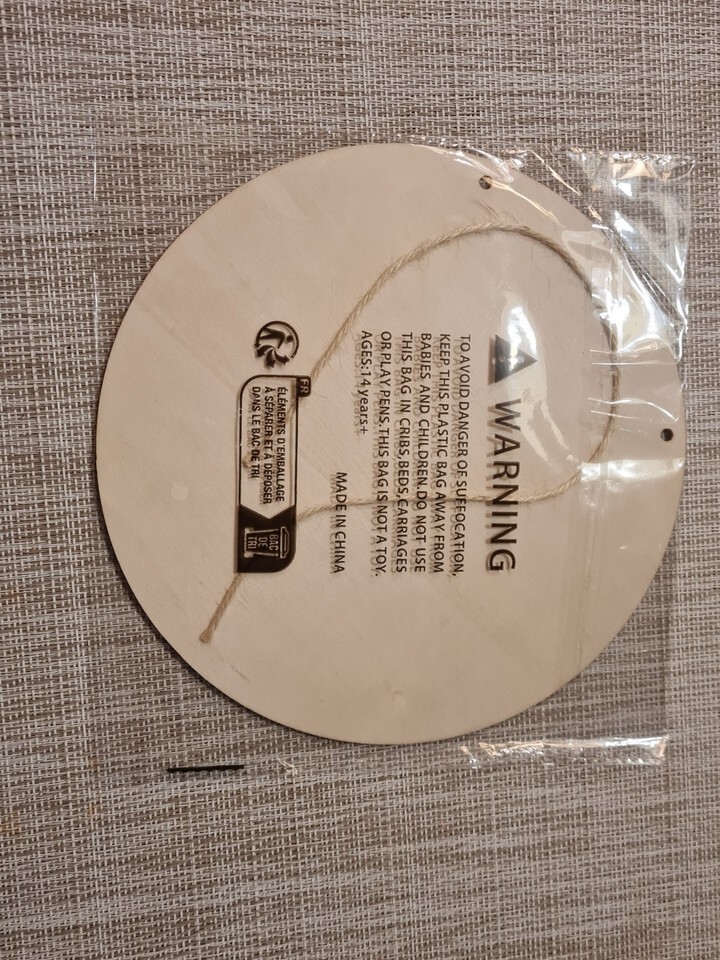 WARNING
TO AVOID DANGER OF SUFFOCATION,
KEEP THIS PLASTIC BAG AWAY FROM
BABIES AND CHILDREN.DO NOT USE
THIS BAG IN CRIBS,BEDS,CARRIAGES
OR PLAY PENS.THIS BAG IS NOT A TOY.
AGES:14 years+
MADE IN CHINA
FR
ÉLÉMENTS D'EMBALLAGE
À SÉPARER ET À DÉPOSER
DANS LE BAC DE TRI
BAC
DE
TRI